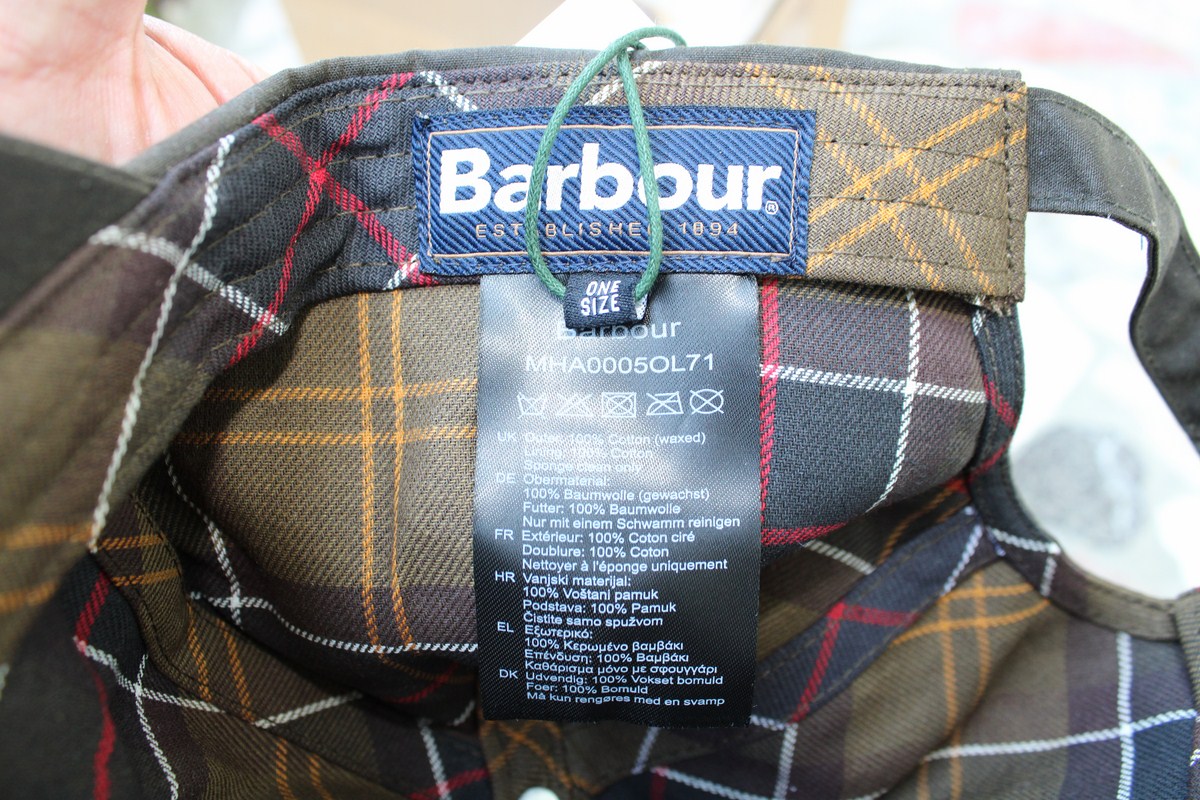 Barbour®
ESTABLISHED 1894
ONE
SIZE
Barbour
MHA0005OL71
UK Outer: 100% Cotton (waxed)
Lining: 100% Cotton
Sponge clean only
DE Obermaterial:
100% Baumwolle (gewachst)
Futter: 100% Baumwolle
Nur mit einem Schwamm reinigen
FR Extérieur: 100% Coton ciré
Doublure: 100% Coton
Nettoyer à l'éponge uniquement
HR Vanjski materijal:
100% Voštani pamuk
Podstava: 100% Pamuk
Čistite samo spužvom
EL Εξωτερικό:
100% Κερωμένο βαμβάκι
Επένδυση: 100% Βαμβάκι
Καθάρισμα μόνο με σφουγγάρι
DK Udvendig: 100% Vokset bomuld
Foer: 100% Bomuld
Må kun rengøres med en svamp